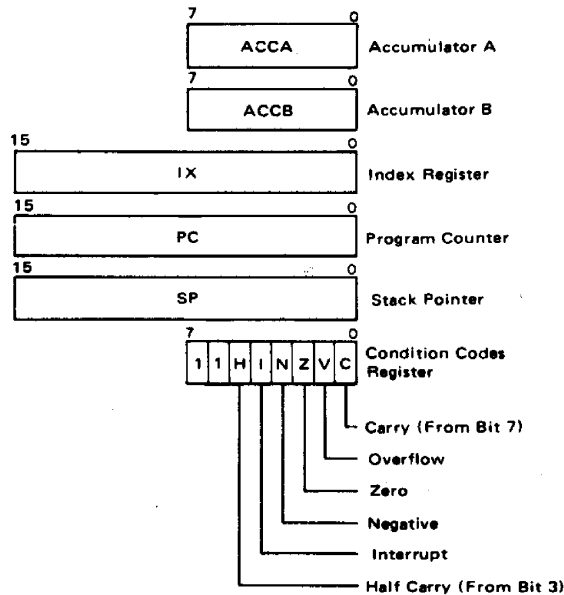 7 0
ACCA Accumulator A
7 0
ACCB Accumulator B
15 0
IX Index Register
15 0
PC Program Counter
15 0
SP Stack Pointer
7 0
1 1 H I N Z V C Condition Codes
Register
Carry (From Bit 7)
Overflow
Zero
Negative
Interrupt
Half Carry (From Bit 3)